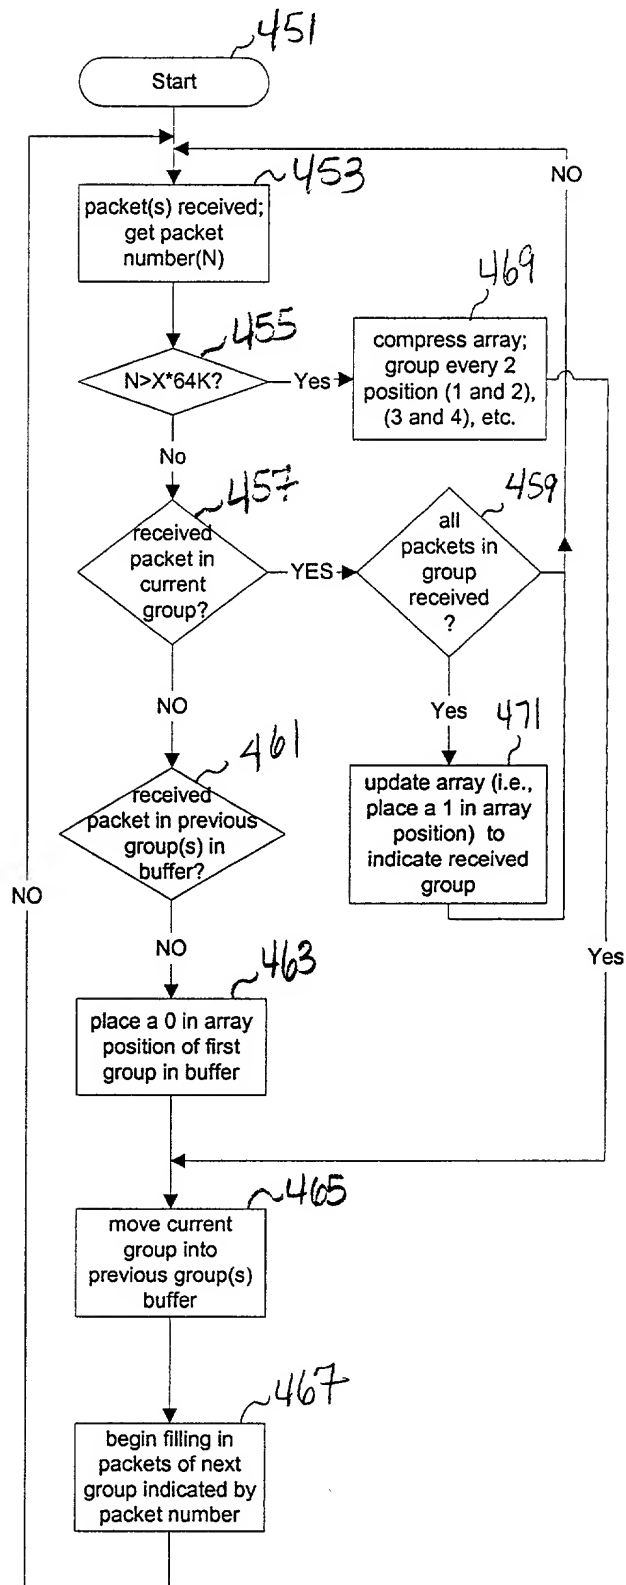 451
Start
453
NO
packet(s) received;
get packet
number(N)
469
455
compress array;
group every 2
position (1 and 2),
(3 and 4), etc.
N>X*64K?
Yes
No
457
459
received
packet in
current
group?
YES
all
packets in
group
received
?
NO
Yes
471
461
received
packet in previous
group(s) in
buffer?
update array (i.e.,
place a 1 in array
position) to
indicate received
group
NO
NO
463
Yes
place a 0 in array
position of first
group in buffer
465
move current
group into
previous group(s)
buffer
467
begin filling in
packets of next
group indicated by
packet number